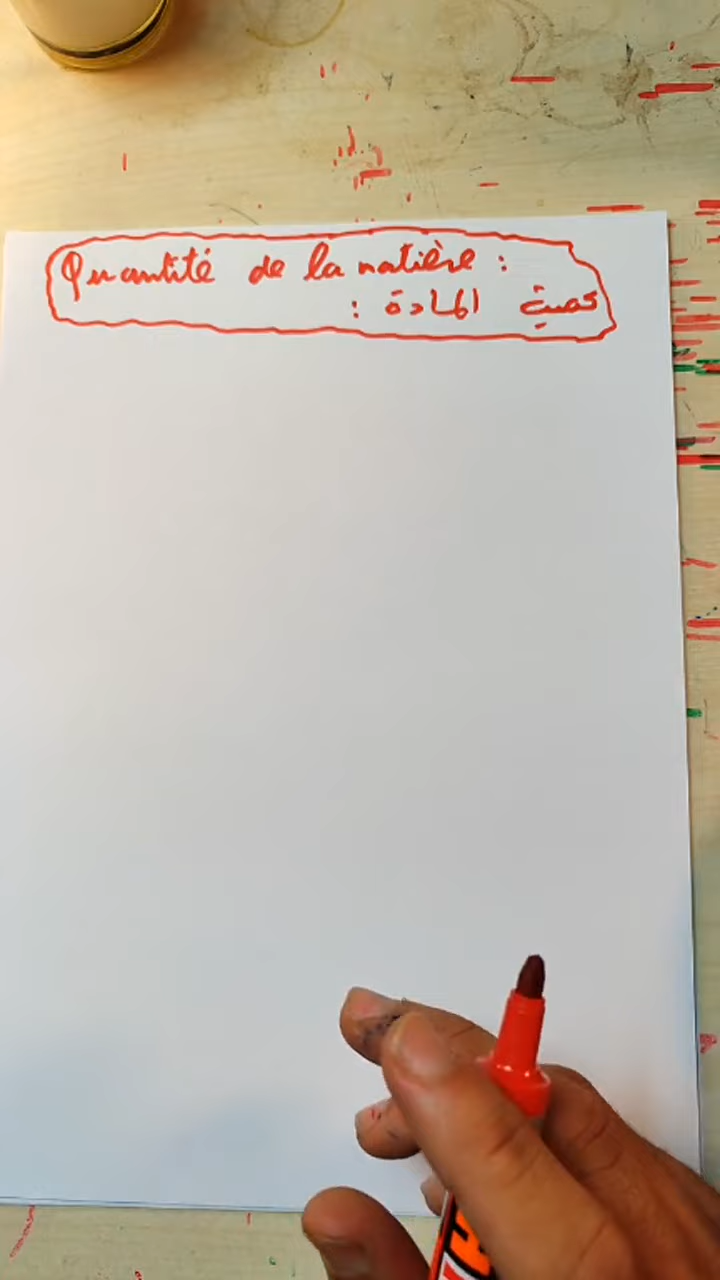 Quantité de la matière :
كمية المادة :